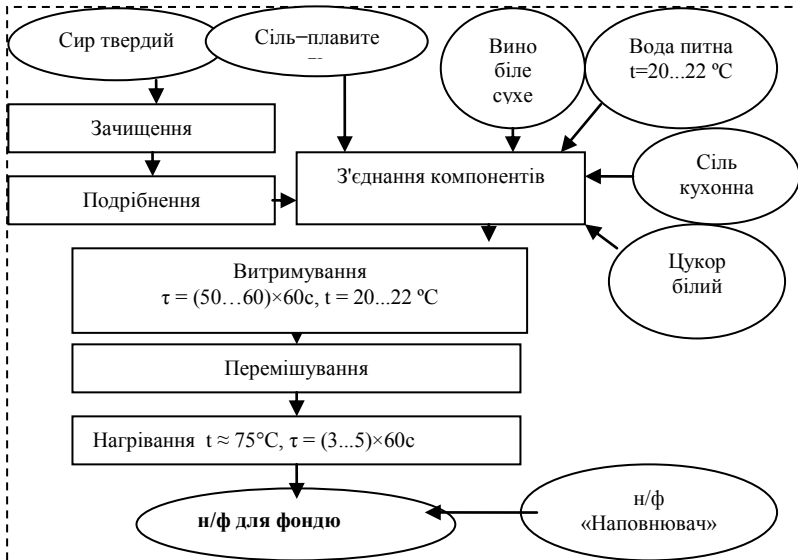 Сир твердий
Сіль–плавите
Вино
біле
сухе
Вода питна
t=20...22 ºС
Зачищення
Подрібнення
З'єднання компонентів
Сіль
кухонна
Цукор
білий
Витримування
τ = (50…60)×60с, t = 20...22 ºС
Перемішування
Нагрівання t ≈ 75°С, τ = (3...5)×60с
н/ф для фондю
н/ф
«Наповнювач»